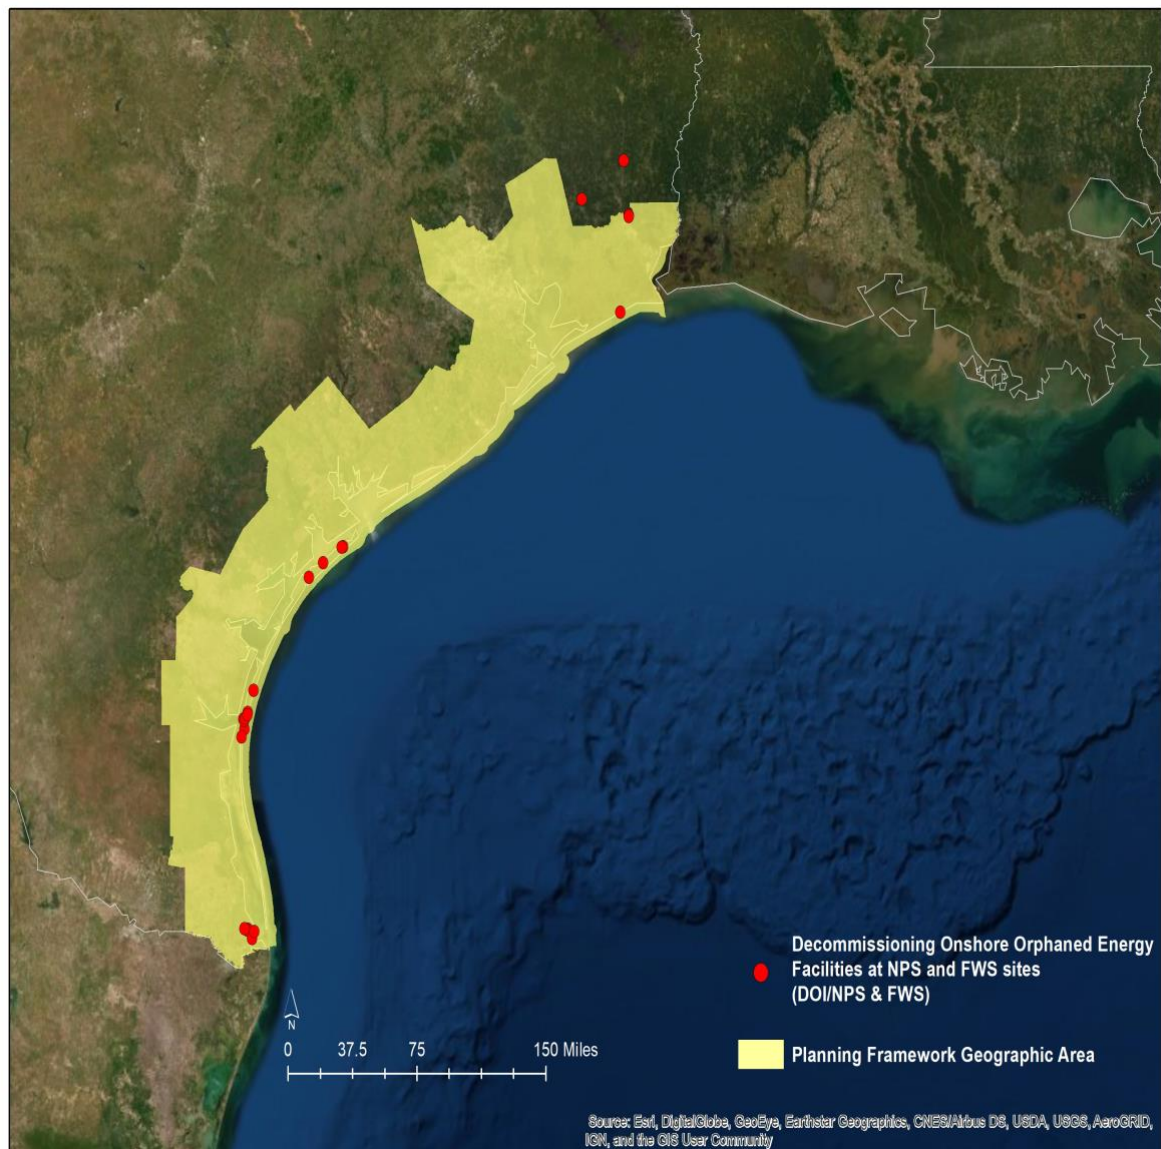 Decommissioning Onshore Orphaned Energy
Facilities at NPS and FWS sites
(DOI/NPS & FWS)
N
0 37.5 75 150 Miles
Planning Framework Geographic Area
Source: Esri, DigitalGlobe, GeoEye, Earthstar Geographics, CNES/Airbus DS, USDA, USGS, AeroGRID,
IGN, and the GIS User Community